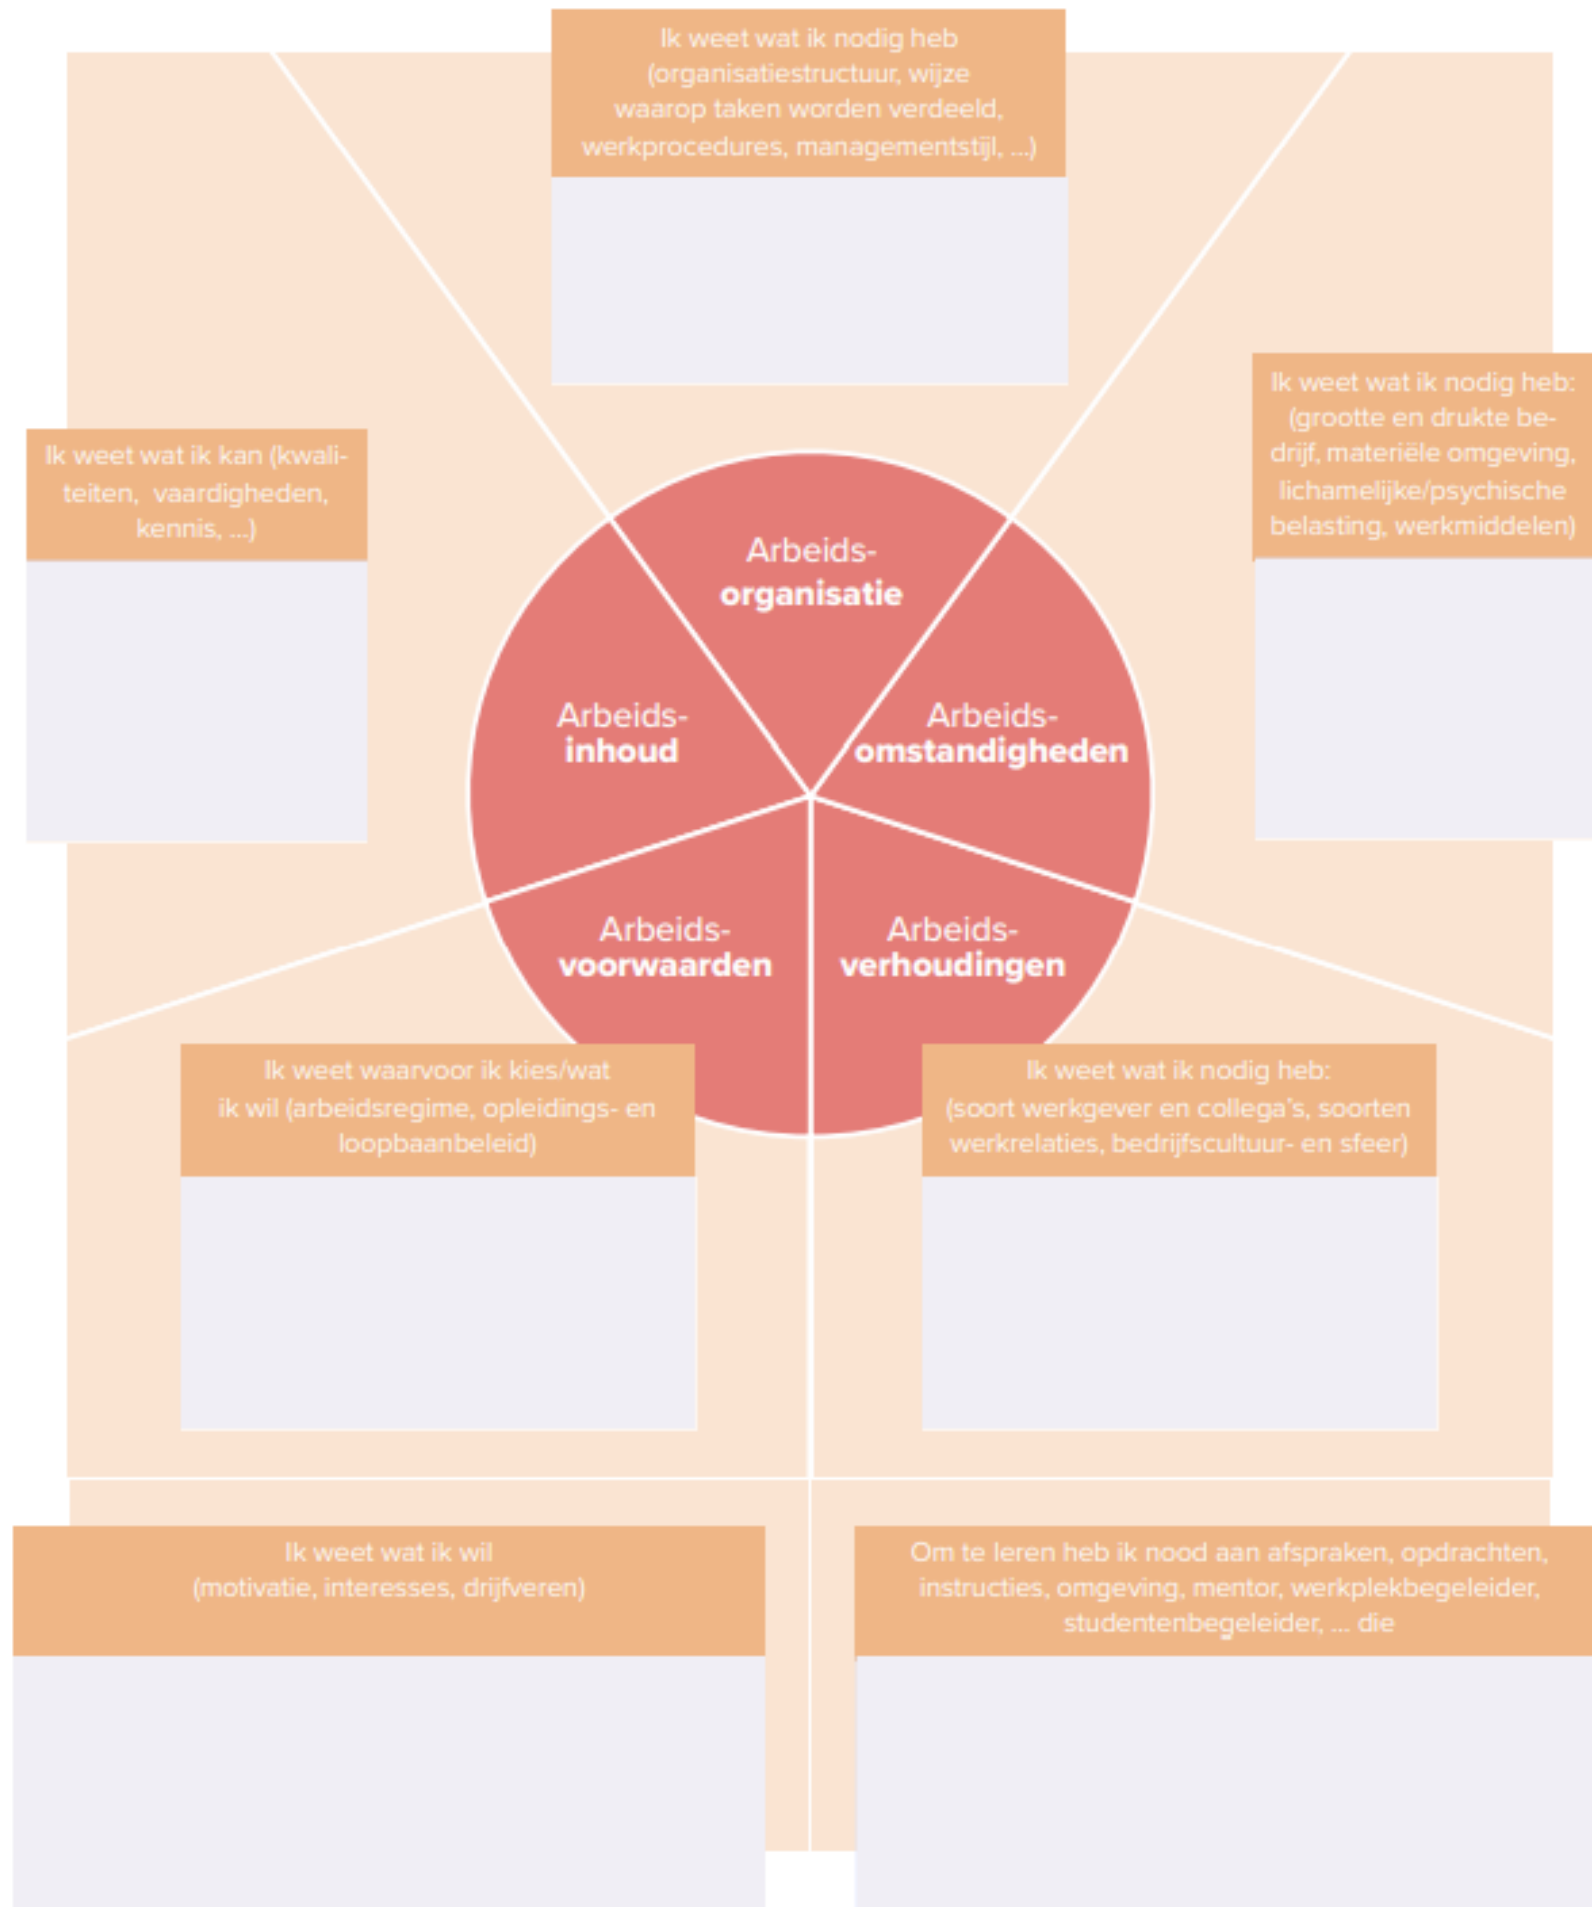 Ik weet wat ik nodig heb
(organisatiestructuur, wijze
waarop taken worden verdeeld,
werkprocedures, managementstijl, ...)
Ik weet wat ik nodig heb:
(grootte en drukte be-
drijf, materiële omgeving,
lichamelijke/psychische
belasting, werkmiddelen)
Ik weet wat ik kan (kwali-
teiten, vaardigheden,
kennis, ...)
Arbeids-
organisatie
Arbeids-
inhoud
Arbeids-
omstandigheden
Arbeids-
voorwaarden
Arbeids-
verhoudingen
Ik weet waarvoor ik kies/wat
ik wil (arbeidsregime, opleidings- en
loopbaanbeleid)
Ik weet wat ik nodig heb:
(soort werkgever en collega's, soorten
werkrelaties, bedrijfscultuur- en sfeer)
Ik weet wat ik wil
(motivatie, interesses, drijfveren)
Om te leren heb ik nood aan afspraken, opdrachten,
instructies, omgeving, mentor, werkplekbegeleider,
studentenbegeleider, ... die